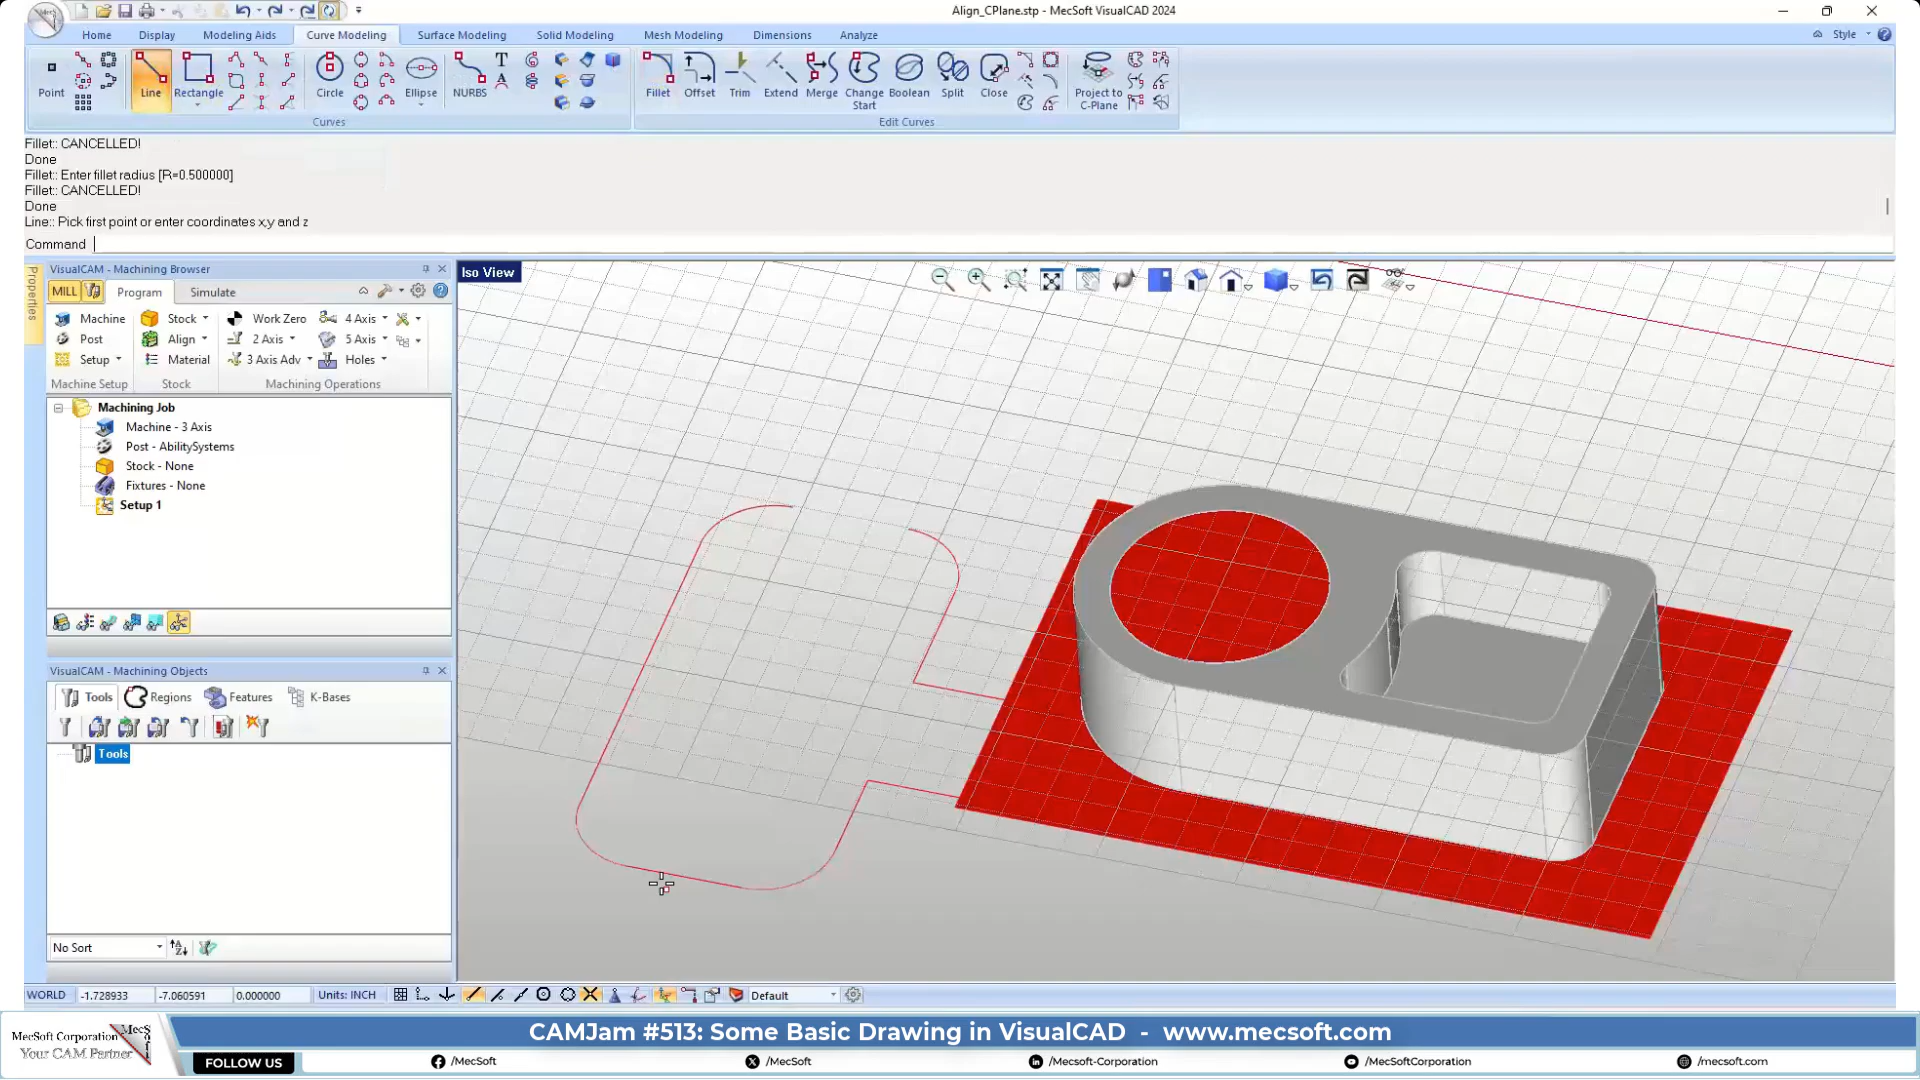 Align_CPlane.stp - MecSoft VisualCAD 2024
Home Display Modeling Aids Curve Modeling Surface Modeling Solid Modeling Mesh Modeling Dimensions Analyze Style
Point Line Rectangle Circle Ellipse NURBS Fillet Offset Trim Extend Merge Change Start Boolean Split Close Project to C-Plane
Curves Edit Curves
Fillet:: CANCELLED!
Done
Fillet:: Enter fillet radius [R=0.500000]
Fillet:: CANCELLED!
Done
Line:: Pick first point or enter coordinates x,y and z
Command
Properties
VisualCAM - Machining Browser
MILL Program Simulate
Machine Stock Work Zero 4 Axis
Post Align 2 Axis 5 Axis
Setup Material 3 Axis Adv Holes
Machine Setup Stock Machining Operations
Machining Job
Machine - 3 Axis
Post - AbilitySystems
Stock - None
Fixtures - None
Setup 1
VisualCAM - Machining Objects
Tools Regions Features K-Bases
Tools
No Sort
Iso View
WORLD -1.728933 -7.060591 0.000000 Units: INCH Default
MecSoft Corporation
Your CAM Partner
MecS
CAMJam #513: Some Basic Drawing in VisualCAD - www.mecsoft.com
FOLLOW US /MecSoft /MecSoft /Mecsoft-Corporation /MecSoftCorporation /mecsoft.com